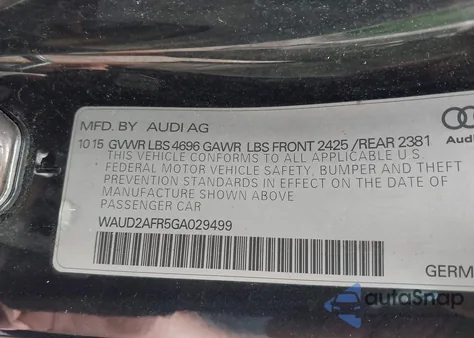 MFD. BY AUDI AG
Audi
10 15 GVWR LBS 4696 GAWR LBS FRONT 2425 /REAR 2381
THIS VEHICLE CONFORMS TO ALL APPLICABLE U.S.
FEDERAL MOTOR VEHICLE SAFETY, BUMPER AND THEFT
PREVENTION STANDARDS IN EFFECT ON THE DATE OF
MANUFACTURE SHOWN ABOVE
PASSENGER CAR
WAUD2AFR5GA029499
GERM
autoSnap